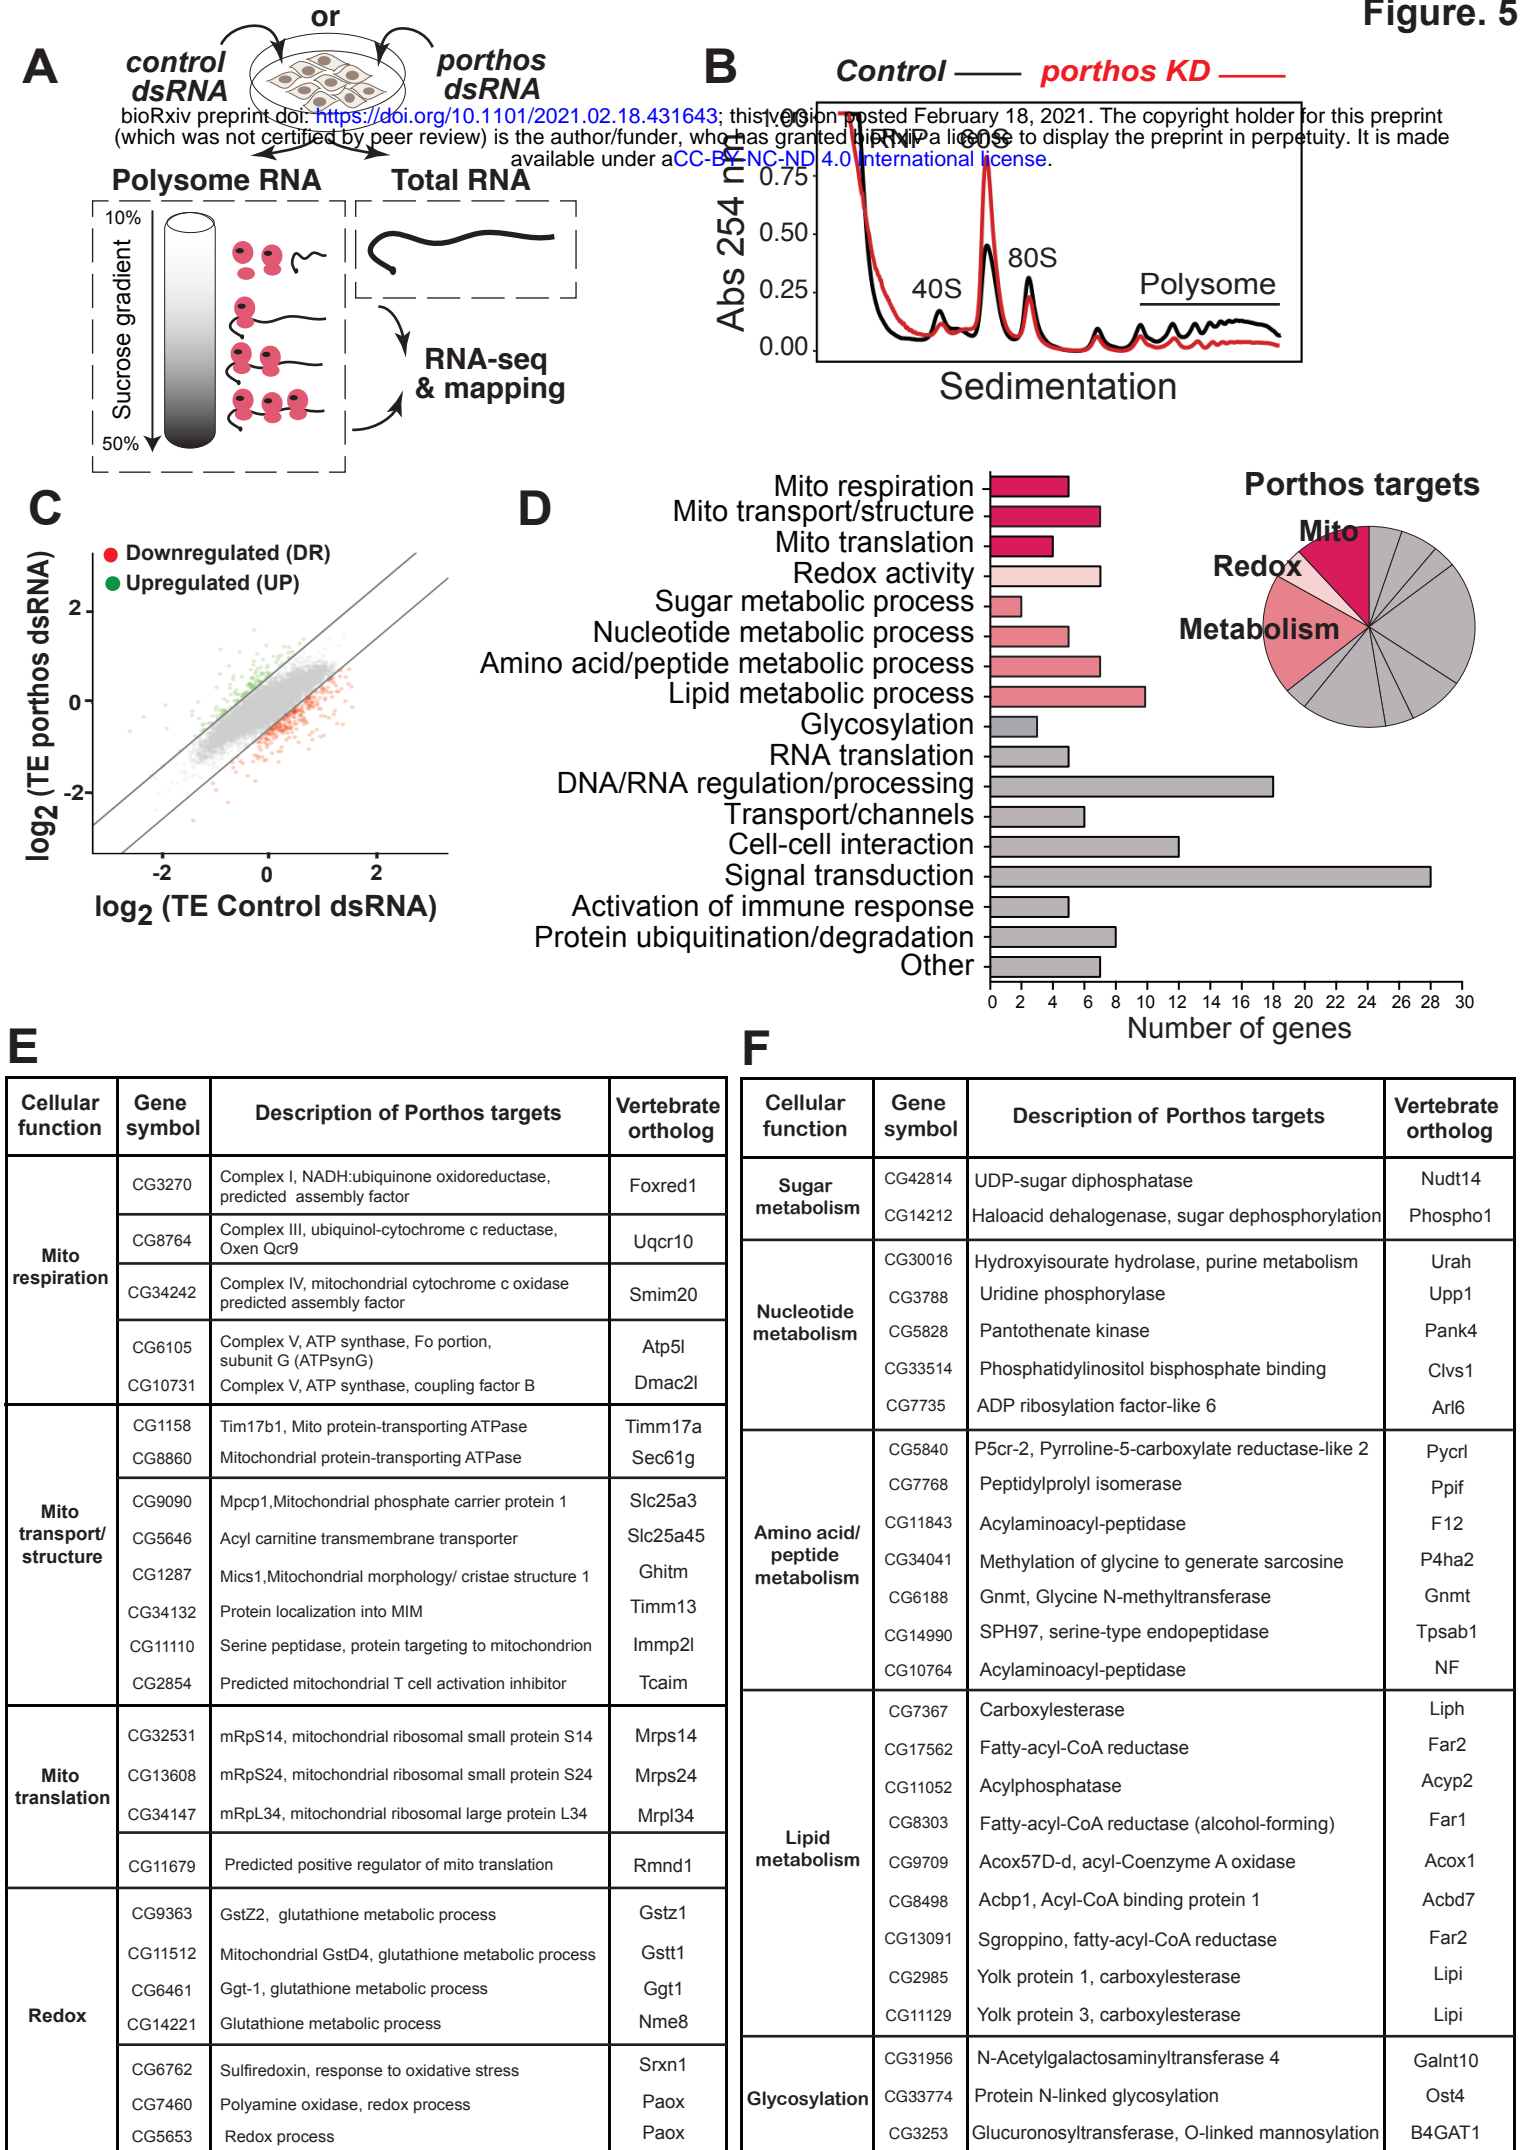 Figure. 5
A
or
control
dsRNA
porthos
dsRNA
bioRxiv preprint doi: https://doi.org/10.1101/2021.02.18.431643; this version posted February 18, 2021. The copyright holder for this preprint
(which was not certified by peer review) is the author/funder, who has granted bioRxiv a license to display the preprint in perpetuity. It is made
available under aCC-BY-NC-ND 4.0 International license.
Polysome RNA
Total RNA
10%
Sucrose gradient
50%
RNA-seq
& mapping
B
Control
porthos KD
Abs 254 nm
1.00
0.75
0.50
0.25
0.00
RNP
60S
40S
80S
Polysome
Sedimentation
C
Downregulated (DR)
Upregulated (UP)
log2 (TE porthos dsRNA)
2
0
-2
-2
0
2
log2 (TE Control dsRNA)
D
Mito respiration
Mito transport/structure
Mito translation
Redox activity
Sugar metabolic process
Nucleotide metabolic process
Amino acid/peptide metabolic process
Lipid metabolic process
Glycosylation
RNA translation
DNA/RNA regulation/processing
Transport/channels
Cell-cell interaction
Signal transduction
Activation of immune response
Protein ubiquitination/degradation
Other
0 2 4 6 8 10 12 14 16 18 20 22 24 26 28 30
Number of genes
Porthos targets
Mito
Redox
Metabolism
E
Cellular function | Gene symbol | Description of Porthos targets | Vertebrate ortholog
Mito respiration
CG3270 Complex I, NADH:ubiquinone oxidoreductase, predicted assembly factor Foxred1
CG8764 Complex III, ubiquinol-cytochrome c reductase, Oxen Qcr9 Uqcr10
CG34242 Complex IV, mitochondrial cytochrome c oxidase predicted assembly factor Smim20
CG6105 Complex V, ATP synthase, Fo portion, subunit G (ATPsynG) Atp5l
CG10731 Complex V, ATP synthase, coupling factor B Dmac2l
Mito transport/ structure
CG1158 Tim17b1, Mito protein-transporting ATPase Timm17a
CG8860 Mitochondrial protein-transporting ATPase Sec61g
CG9090 Mpcp1,Mitochondrial phosphate carrier protein 1 Slc25a3
CG5646 Acyl carnitine transmembrane transporter Slc25a45
CG1287 Mics1,Mitochondrial morphology/ cristae structure 1 Ghitm
CG34132 Protein localization into MIM Timm13
CG11110 Serine peptidase, protein targeting to mitochondrion Immp2l
CG2854 Predicted mitochondrial T cell activation inhibitor Tcaim
Mito translation
CG32531 mRpS14, mitochondrial ribosomal small protein S14 Mrps14
CG13608 mRpS24, mitochondrial ribosomal small protein S24 Mrps24
CG34147 mRpL34, mitochondrial ribosomal large protein L34 Mrpl34
CG11679 Predicted positive regulator of mito translation Rmnd1
Redox
CG9363 GstZ2, glutathione metabolic process Gstz1
CG11512 Mitochondrial GstD4, glutathione metabolic process Gstt1
CG6461 Ggt-1, glutathione metabolic process Ggt1
CG14221 Glutathione metabolic process Nme8
CG6762 Sulfiredoxin, response to oxidative stress Srxn1
CG7460 Polyamine oxidase, redox process Paox
CG5653 Redox process Paox
F
Cellular function | Gene symbol | Description of Porthos targets | Vertebrate ortholog
Sugar metabolism
CG42814 UDP-sugar diphosphatase Nudt14
CG14212 Haloacid dehalogenase, sugar dephosphorylation Phospho1
Nucleotide metabolism
CG30016 Hydroxyisourate hydrolase, purine metabolism Urah
CG3788 Uridine phosphorylase Upp1
CG5828 Pantothenate kinase Pank4
CG33514 Phosphatidylinositol bisphosphate binding Clvs1
CG7735 ADP ribosylation factor-like 6 Arl6
Amino acid/ peptide metabolism
CG5840 P5cr-2, Pyrroline-5-carboxylate reductase-like 2 Pycrl
CG7768 Peptidylprolyl isomerase Ppif
CG11843 Acylaminoacyl-peptidase F12
CG34041 Methylation of glycine to generate sarcosine P4ha2
CG6188 Gnmt, Glycine N-methyltransferase Gnmt
CG14990 SPH97, serine-type endopeptidase Tpsab1
CG10764 Acylaminoacyl-peptidase NF
Lipid metabolism
CG7367 Carboxylesterase Liph
CG17562 Fatty-acyl-CoA reductase Far2
CG11052 Acylphosphatase Acyp2
CG8303 Fatty-acyl-CoA reductase (alcohol-forming) Far1
CG9709 Acox57D-d, acyl-Coenzyme A oxidase Acox1
CG8498 Acbp1, Acyl-CoA binding protein 1 Acbd7
CG13091 Sgroppino, fatty-acyl-CoA reductase Far2
CG2985 Yolk protein 1, carboxylesterase Lipi
CG11129 Yolk protein 3, carboxylesterase Lipi
Glycosylation
CG31956 N-Acetylgalactosaminyltransferase 4 Galnt10
CG33774 Protein N-linked glycosylation Ost4
CG3253 Glucuronosyltransferase, O-linked mannosylation B4GAT1